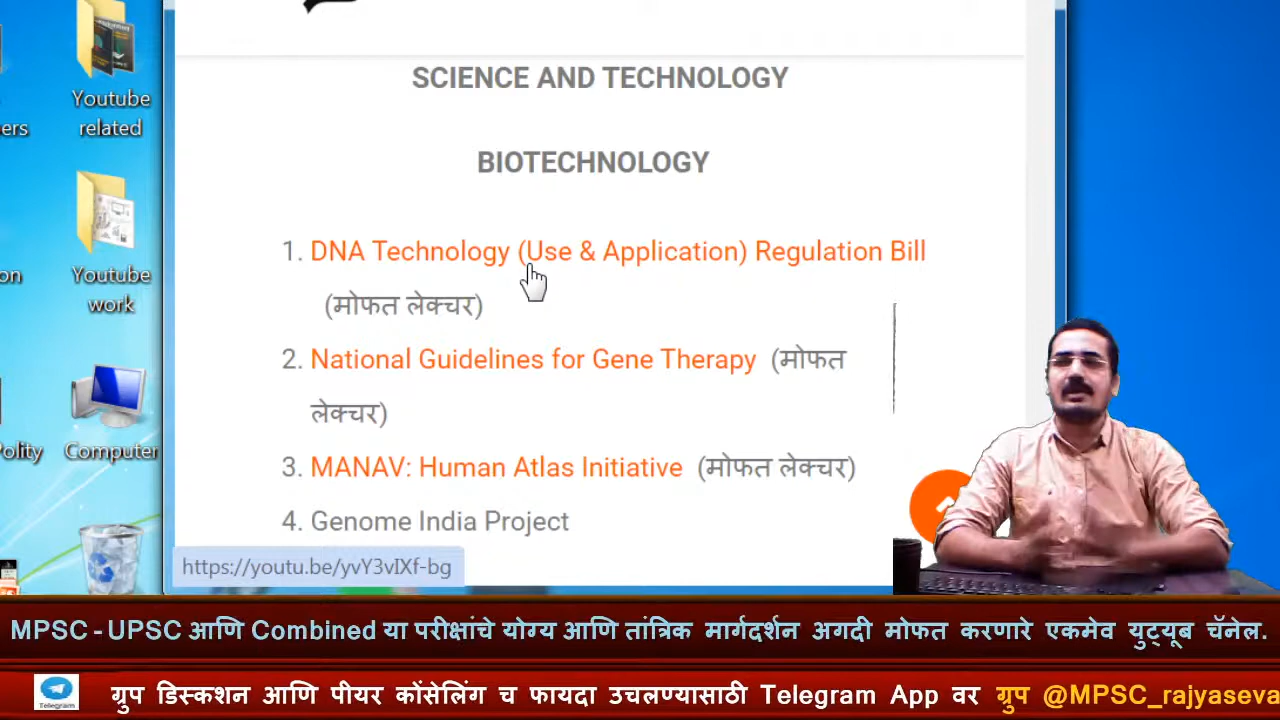 SCIENCE AND TECHNOLOGY
BIOTECHNOLOGY
1. DNA Technology (Use & Application) Regulation Bill
(मोफत लेक्चर)
2. National Guidelines for Gene Therapy (मोफत
लेक्चर)
3. MANAV: Human Atlas Initiative (मोफत लेक्चर)
4. Genome India Project
https://youtu.be/yvY3vIXf-bg
Youtube
related
ers
Youtube
work
on
Computer
Polity
MPSC - UPSC आणि Combined या परीक्षांचे योग्य आणि तांत्रिक मार्गदर्शन अगदी मोफत करणारे एकमेव युट्यूब चॅनेल.
Telegram
ग्रुप डिस्कशन आणि पीयर कोंसेलिंग च फायदा उचलण्यासाठी Telegram App वर ग्रुप @MPSC_rajyaseva